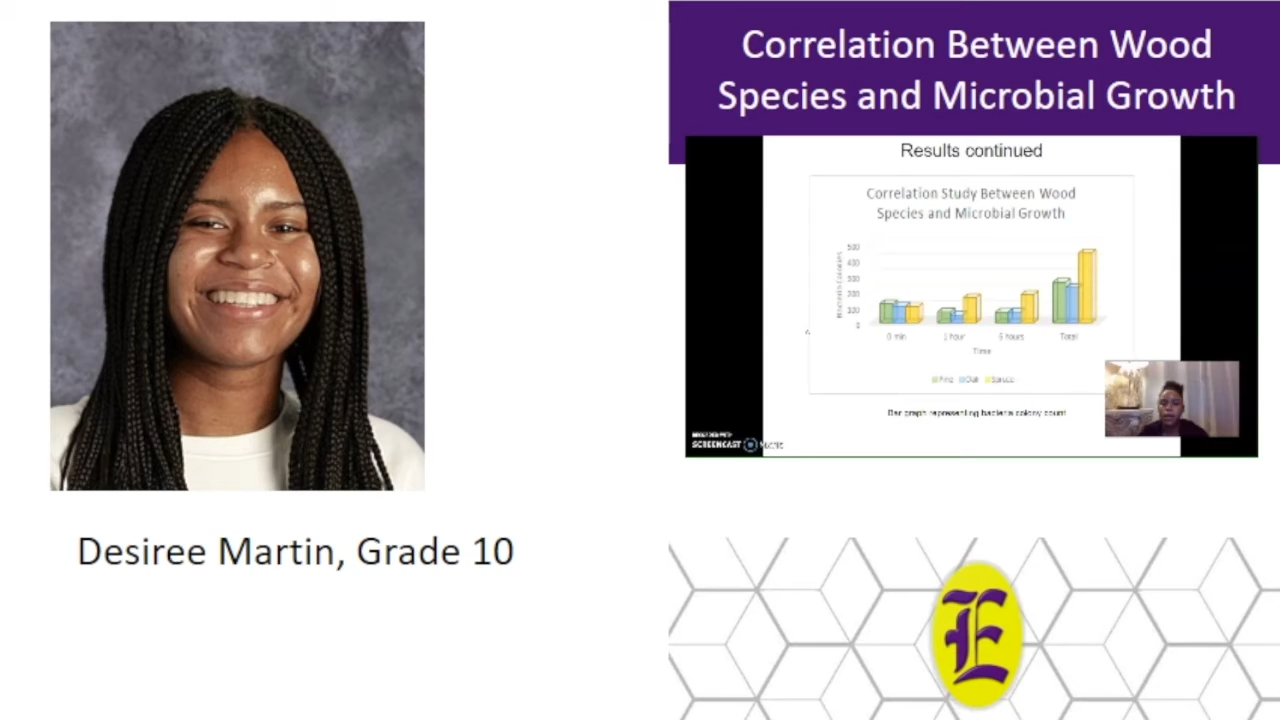 Correlation Between Wood
Species and Microbial Growth
Results continued
Correlation Study Between Wood
Species and Microbial Growth
500
400
300
200
100
0
0 min
1 hour
6 hours
Total
Time
Pine Oak Spruce
Bar graph representing bacteria colony count
SCREENCAST
Desiree Martin, Grade 10
E